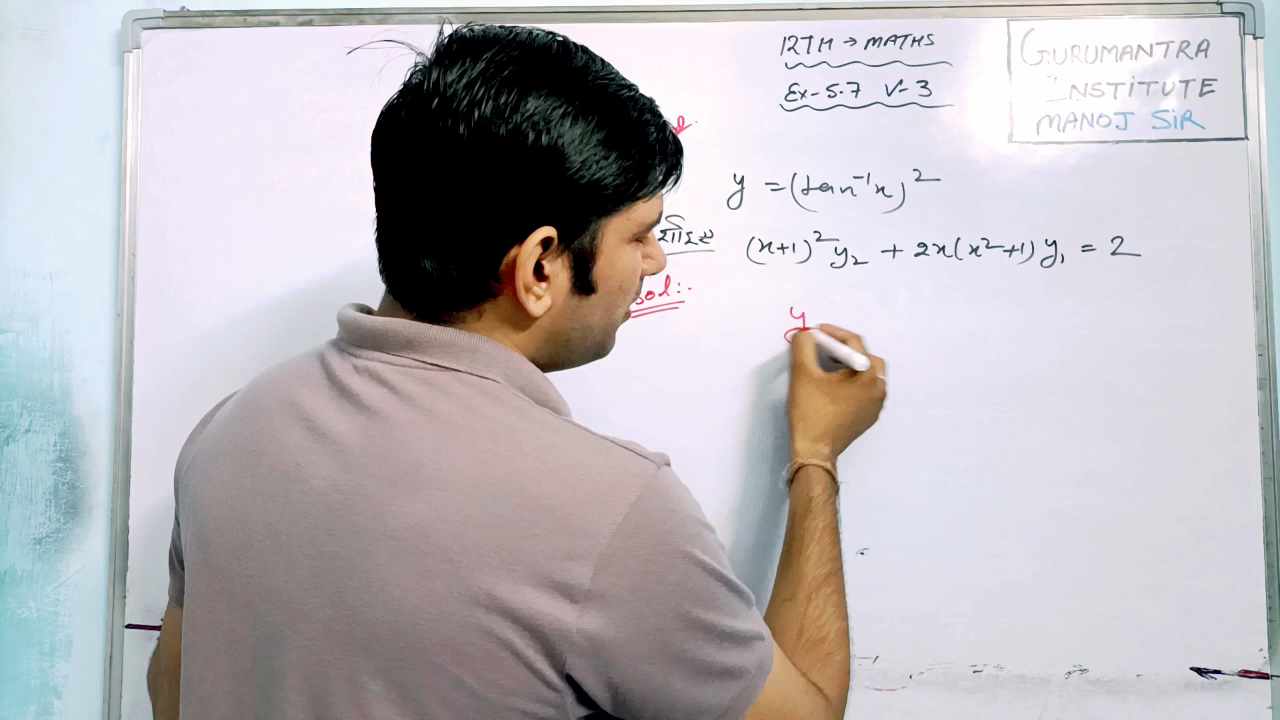 12TH → MATHS
Ex-5.7 V-3
GURUMANTRA
INSTITUTE
MANOJ SIR
y = (tan⁻¹x)²
(x+1)²y₂ + 2x(x²+1)y₁ = 2
Sol:-
y